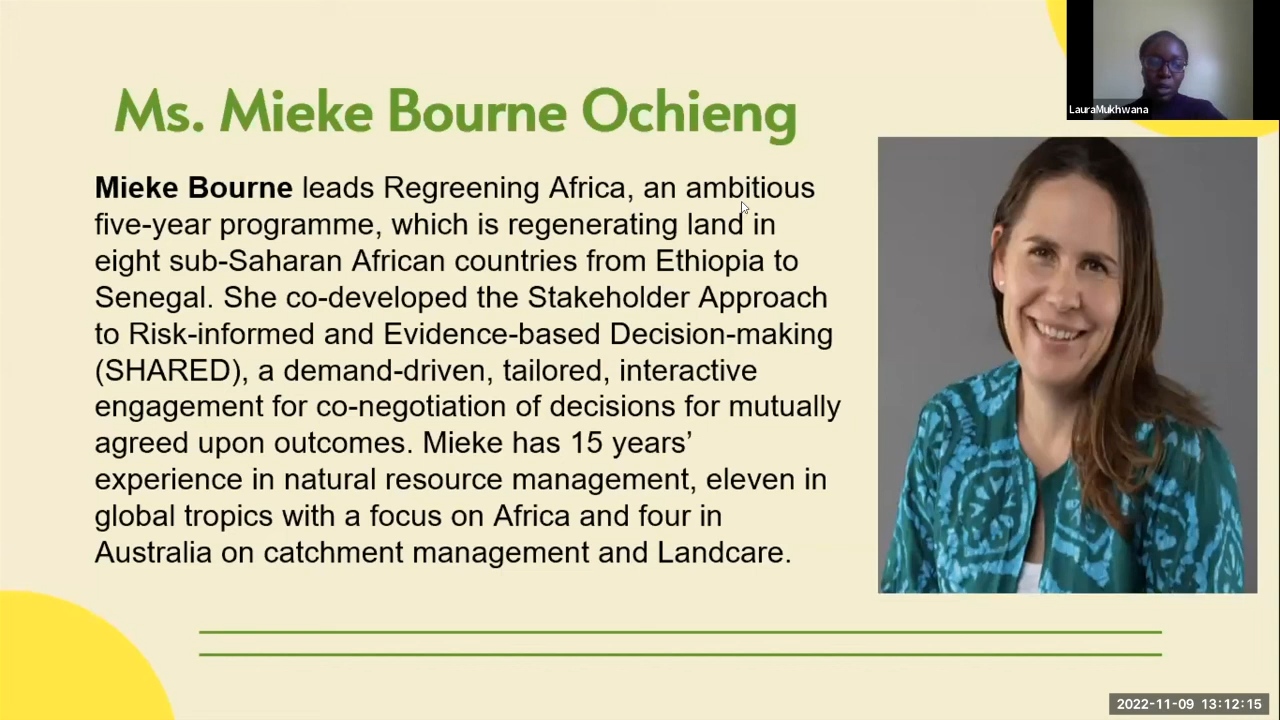 LauraMukhwana
Ms. Mieke Bourne Ochieng
Mieke Bourne leads Regreening Africa, an ambitious
five-year programme, which is regenerating land in
eight sub-Saharan African countries from Ethiopia to
Senegal. She co-developed the Stakeholder Approach
to Risk-informed and Evidence-based Decision-making
(SHARED), a demand-driven, tailored, interactive
engagement for co-negotiation of decisions for mutually
agreed upon outcomes. Mieke has 15 years’
experience in natural resource management, eleven in
global tropics with a focus on Africa and four in
Australia on catchment management and Landcare.
2022-11-09 13:12:15